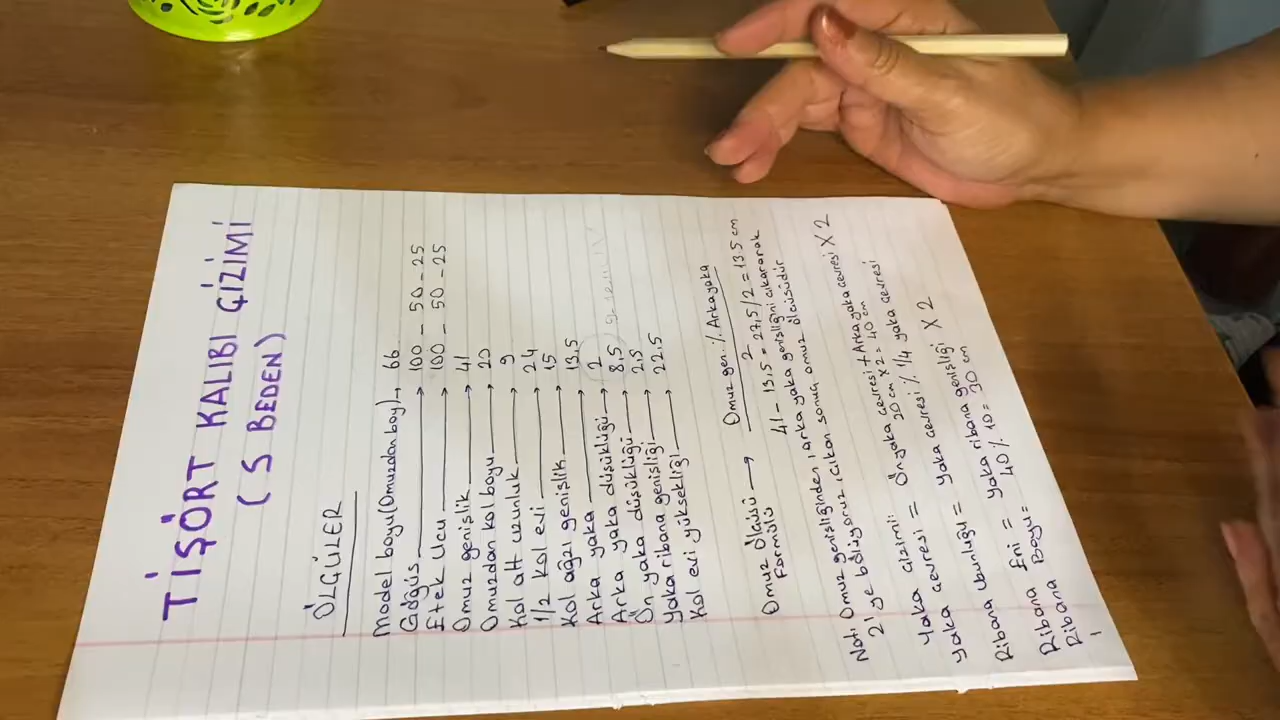 TİŞÖRT KALIBI ÇİZİMİ
( S BEDEN)
ÖLÇÜLER
Model boyu(Omuzdan boy)→ 66
Göğüs → 100 - 50 - 25
Etek Ucu → 100 - 50 - 25
Omuz genişlik → 41
Omuzdan kol boyu → 20
Kol alt uzunluk → 9
1/2 kol evi → 24
Kol ağzı genişlik → 15
Arka yaka → 13,5
Arka yaka düşüklüğü → 2
Ön yaka düşüklüğü → 8,5
Yaka ribana genişliği → 2,5
Kol evi yüksekliği → 22,5
Omuz ölçüsü → Omuz gen. % Arka yaka
Formülü 2
41 - 13,5 = 27,5 / 2 = 13.5 cm
Not: Omuz genişliğinden, arka yaka genişliğini çıkararak
2'ye bölüyoruz, çıkan sonuç omuz ölçüsüdür
Yaka çizimi:
Yaka çevresi = Ön yaka çevresi + Arka yaka çevresi X 2
20 cm x 2 = 40 cm
Ribana Uzunluğu = yaka çevresi % 1/4 yaka çevresi
Ribana Eni = yaka ribana genişliği X 2
Ribana Boyu= 40 % 10 = 30 cm